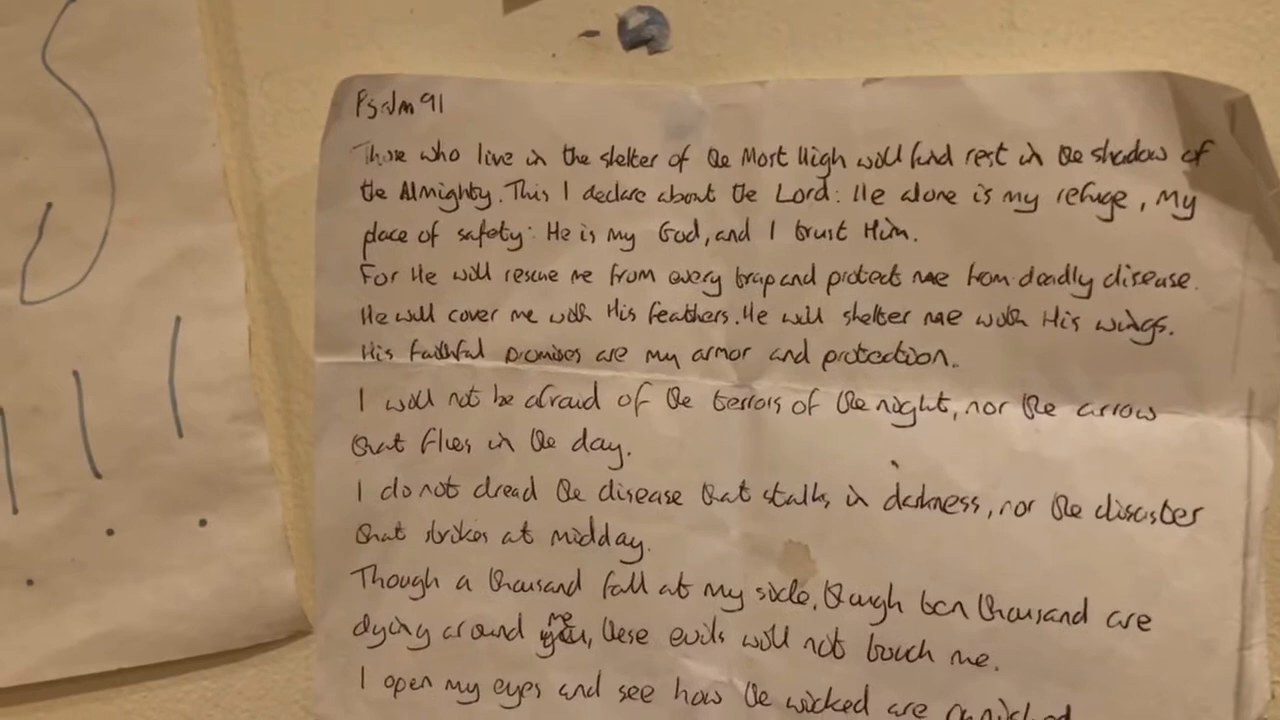 S
!!!
Psalm 91
Those who live in the shelter of the Most High will find rest in the shadow of
the Almighty. This I declare about the Lord: He alone is my refuge, my
place of safety: He is my God, and I trust Him.
For He will rescue me from every trap and protect me from deadly disease.
He will cover me with His feathers. He will shelter me with His wings.
His faithful promises are my armor and protection.
I will not be afraid of the terrors of the night, nor the arrow
that flies in the day.
I do not dread the disease that stalks in darkness, nor the disaster
that strikes at midday.
Though a thousand fall at my side, though ten thousand are
dying around me, these evils will not touch me.
I open my eyes and see how the wicked are punished